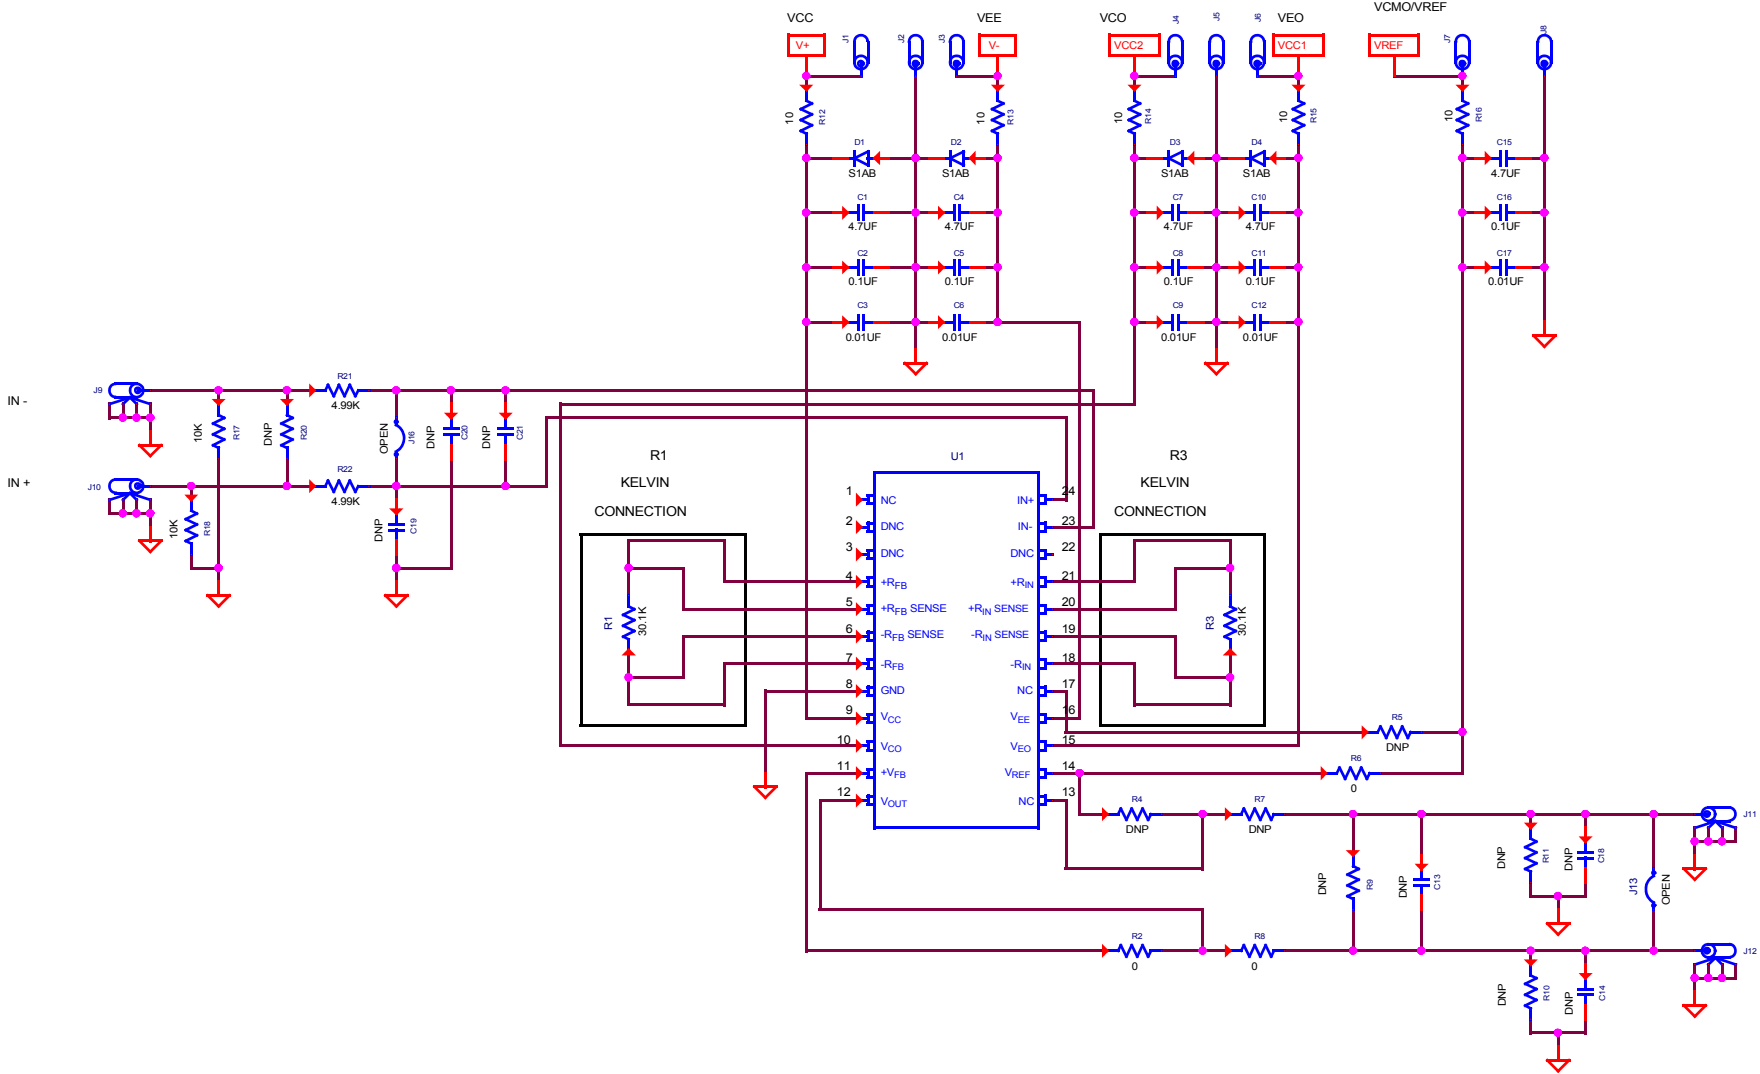 VCC
VEE
VCO
VEO
VCMO/VREF
V+
J1
J2
J3
V-
VCC2
J4
J5
J6
VCC1
VREF
J7
J8
10
R12
10
R13
10
R14
10
R15
10
R16
D1
S1AB
D2
S1AB
D3
S1AB
D4
S1AB
C15
4.7UF
C1
4.7UF
C4
4.7UF
C7
4.7UF
C10
4.7UF
C16
0.1UF
C2
0.1UF
C5
0.1UF
C8
0.1UF
C11
0.1UF
C17
0.01UF
C3
0.01UF
C6
0.01UF
C9
0.01UF
C12
0.01UF
IN -
J9
R21
4.99K
10K
R17
DNP
R20
OPEN
J16
DNP
C20
DNP
C21
IN +
J10
R22
4.99K
10K
R18
DNP
C19
R1
KELVIN
CONNECTION
R1
30.1K
R3
KELVIN
CONNECTION
R3
30.1K
U1
1 NC
2 DNC
3 DNC
4 +RFB
5 +RFB SENSE
6 -RFB SENSE
7 -RFB
8 GND
9 VCC
10 VCO
11 +VFB
12 VOUT
IN+ 24
IN- 23
DNC 22
+RIN 21
+RIN SENSE 20
-RIN SENSE 19
-RIN 18
NC 17
VEE 16
VEO 15
VREF 14
NC 13
R5
DNP
R6
0
R4
DNP
R7
DNP
DNP
R9
DNP
C13
DNP
R11
DNP
C18
J13
OPEN
J11
R2
0
R8
0
DNP
R10
DNP
C14
J12